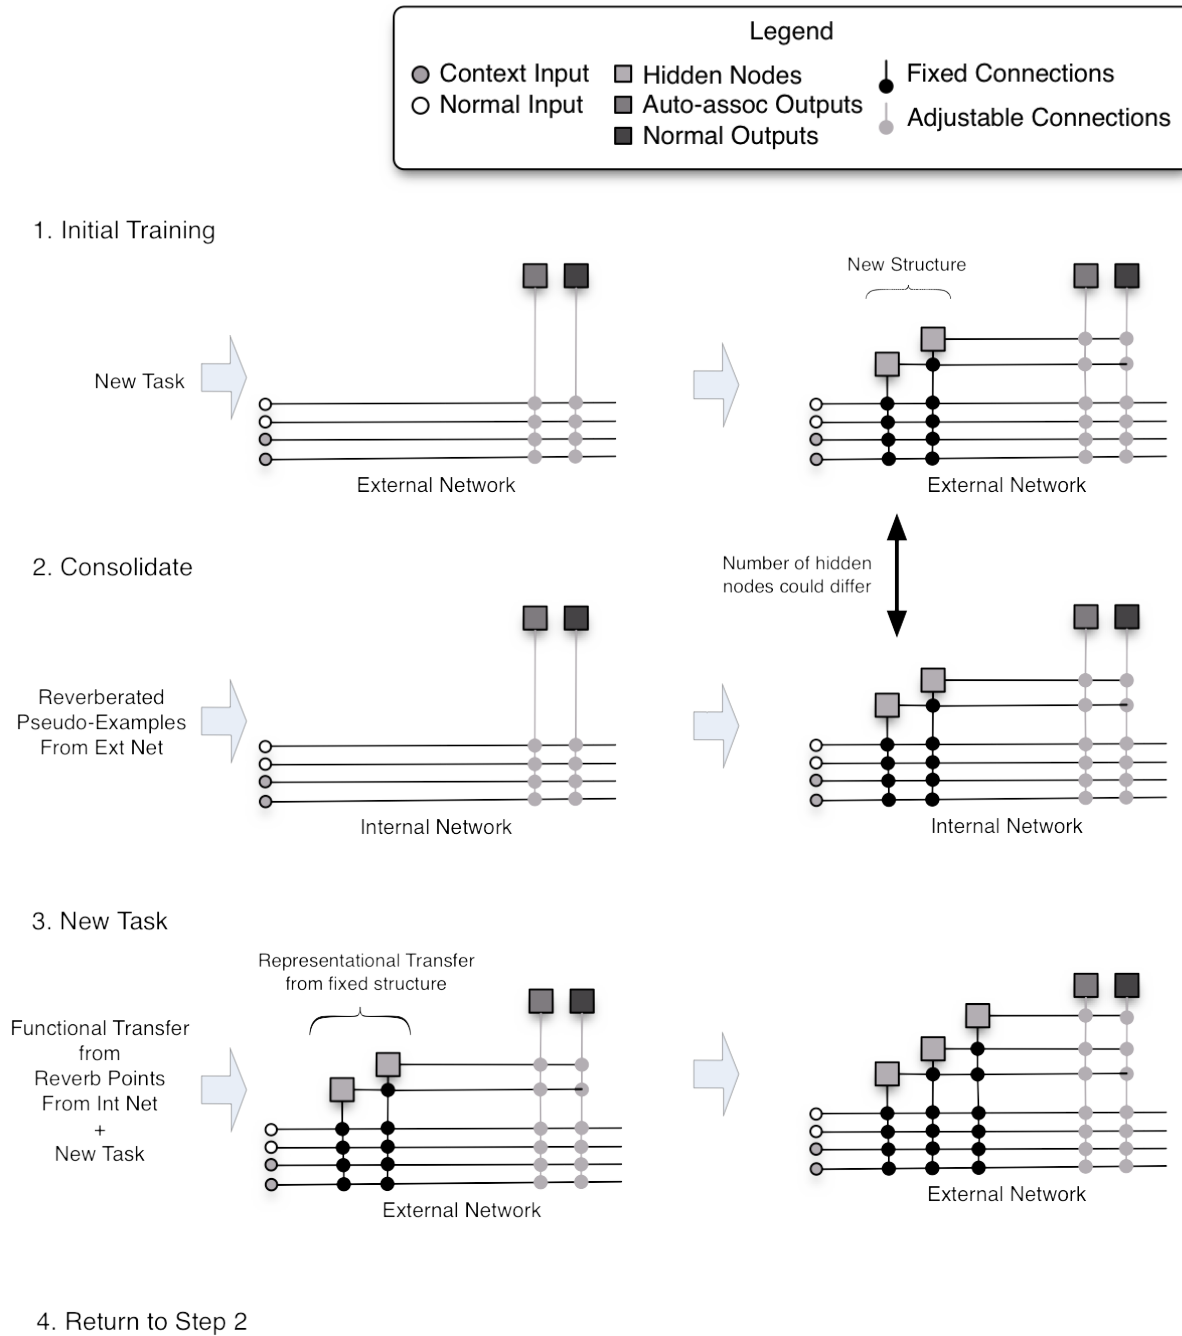 Legend
Context Input
Normal Input
Hidden Nodes
Auto-assoc Outputs
Normal Outputs
Fixed Connections
Adjustable Connections
1. Initial Training
New Structure
New Task
External Network
External Network
2. Consolidate
Number of hidden
nodes could differ
Reverberated
Pseudo-Examples
From Ext Net
Internal Network
Internal Network
3. New Task
Representational Transfer
from fixed structure
Functional Transfer
from
Reverb Points
From Int Net
+
New Task
External Network
External Network
4. Return to Step 2